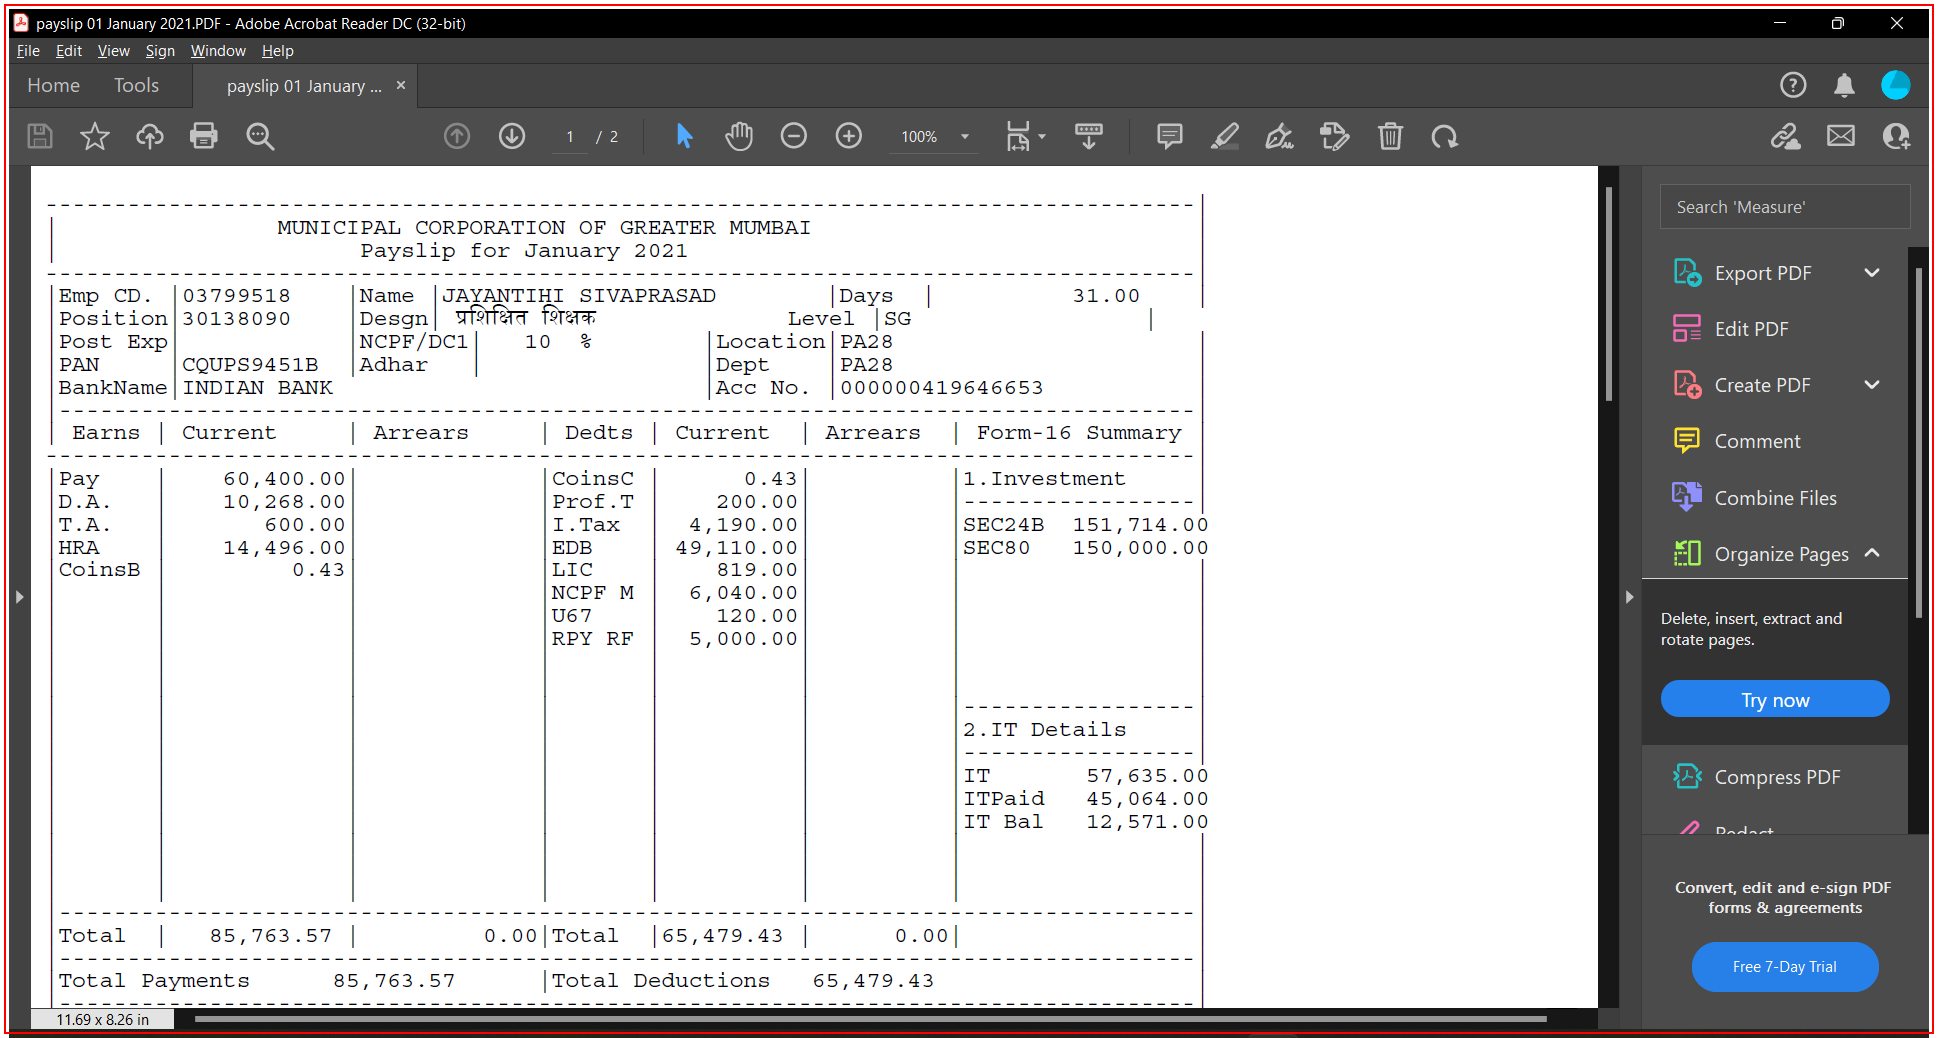 payslip 01 January 2021.PDF - Adobe Acrobat Reader DC (32-bit)
File Edit View Sign Window Help
Home Tools payslip 01 January ... ×
1 / 2 100%
MUNICIPAL CORPORATION OF GREATER MUMBAI
Payslip for January 2021
Emp CD. 03799518 Name JAYANTIHI SIVAPRASAD Days 31.00
Position 30138090 Desgn प्रशिक्षित शिक्षक Level SG
Post Exp NCPF/DC1 10 % Location PA28
PAN CQUPS9451B Adhar Dept PA28
BankName INDIAN BANK Acc No. 000000419646653
Earns Current Arrears Dedts Current Arrears Form-16 Summary
Pay 60,400.00 CoinsC 0.43 1.Investment
D.A. 10,268.00 Prof.T 200.00
T.A. 600.00 I.Tax 4,190.00 SEC24B 151,714.00
HRA 14,496.00 EDB 49,110.00 SEC80 150,000.00
CoinsB 0.43 LIC 819.00
NCPF M 6,040.00
U67 120.00
RPY RF 5,000.00
2.IT Details
IT 57,635.00
ITPaid 45,064.00
IT Bal 12,571.00
Total 85,763.57 0.00 Total 65,479.43 0.00
Total Payments 85,763.57 Total Deductions 65,479.43
11.69 x 8.26 in
Search 'Measure'
Export PDF
Edit PDF
Create PDF
Comment
Combine Files
Organize Pages
Delete, insert, extract and
rotate pages.
Try now
Compress PDF
Redact
Convert, edit and e-sign PDF
forms & agreements
Free 7-Day Trial